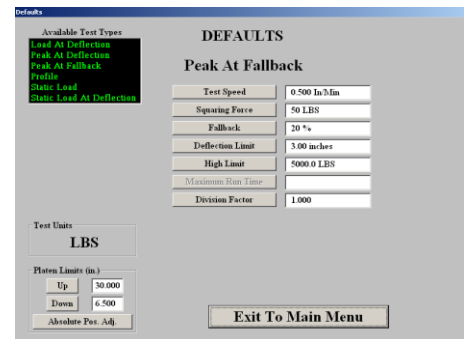 Defaults
Available Test Types
Load At Deflection
Peak At Deflection
Peak At Fallback
Profile
Static Load
Static Load At Deflection
DEFAULTS
Peak At Fallback
Test Speed 0.500 In/Min
Squaring Force 50 LBS
Fallback 20 %
Deflection Limit 3.00 inches
High Limit 5000.0 LBS
Maximum Run Time
Division Factor 1.000
Test Units
LBS
Platen Limits (in.)
Up 30.000
Down 6.500
Absolute Pos. Adj.
Exit To Main Menu